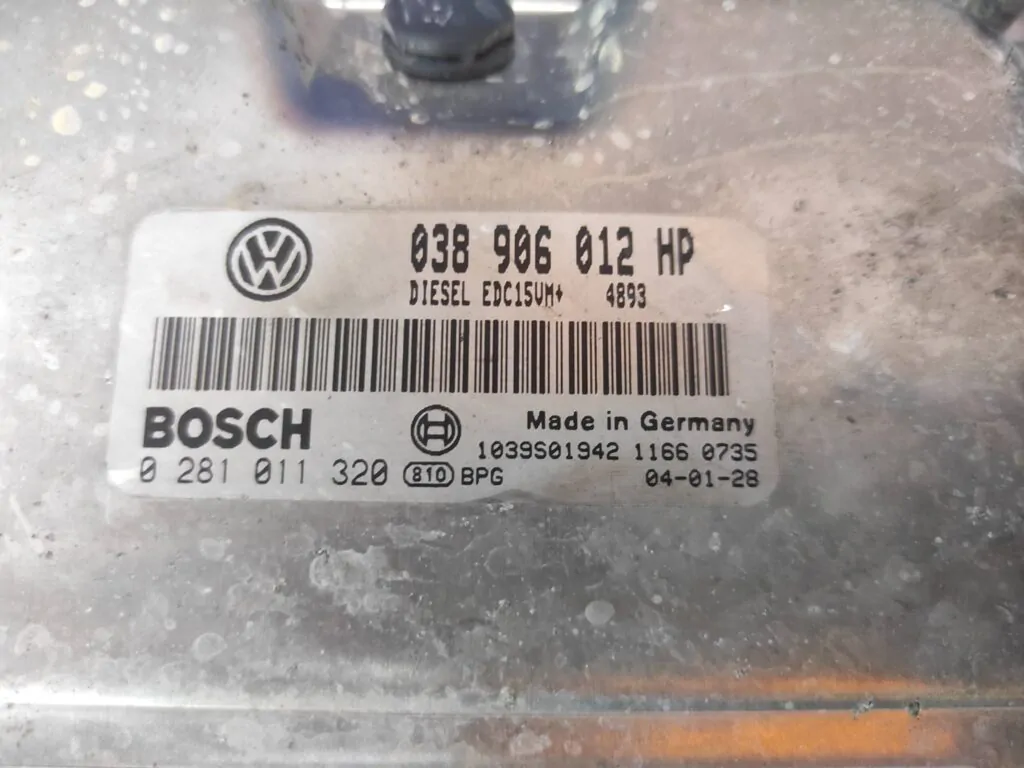 038 906 012 HP
DIESEL EDC15VM+ 4893
BOSCH
Made in Germany
1039S01942 1166 0735
0 281 011 320 810 BPG
04-01-28